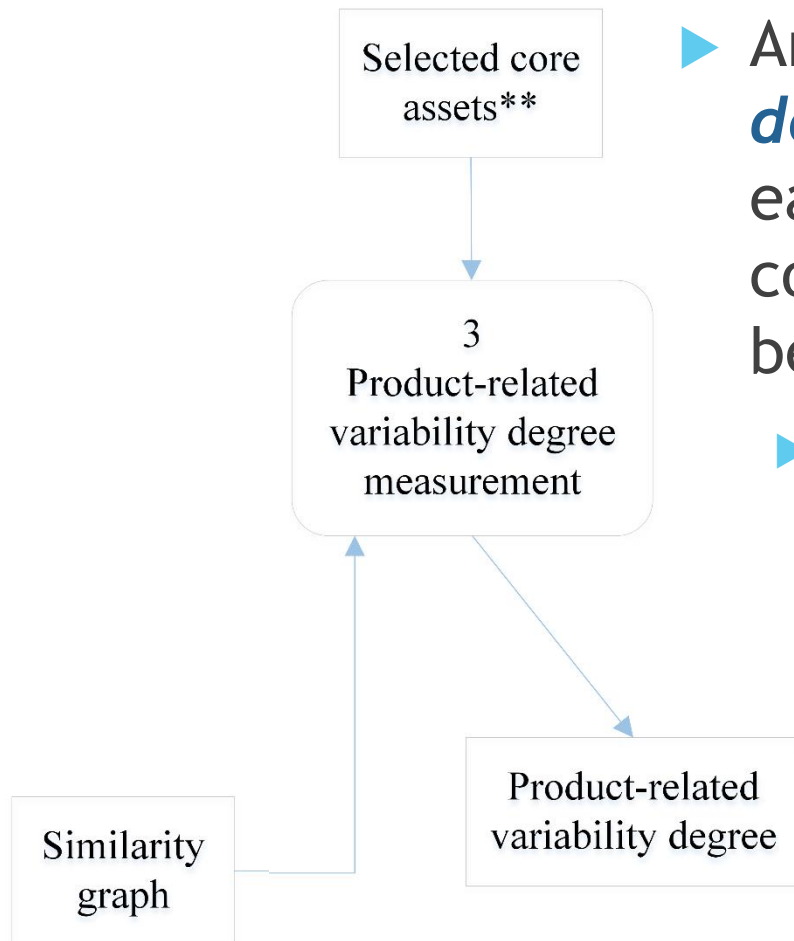 Selected core
assets**
3
Product-related
variability degree
measurement
Product-related
variability degree
Similarity
graph